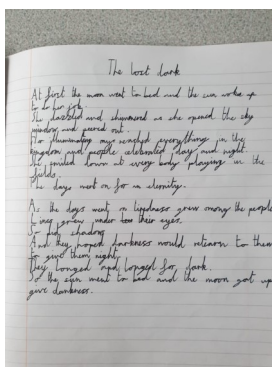 The lost dark
At first the moon went to bed and the sun woke up
to do her job.
She dazzled and shimmered as she opened the sky
window and peered out.
Her illuminating rays reached everything in the
kingdom and people celebrated day and night.
She smiled down at every body playing in the
fields.
The days went on for an eternity.
As the days went on tiredness grew among the people
Lines grew under their eyes.
So did shadows
And they hoped darkness would return to them
to give them night.
They longed and longed for dark.
So the sun went to bed and the moon got up
give darkness.